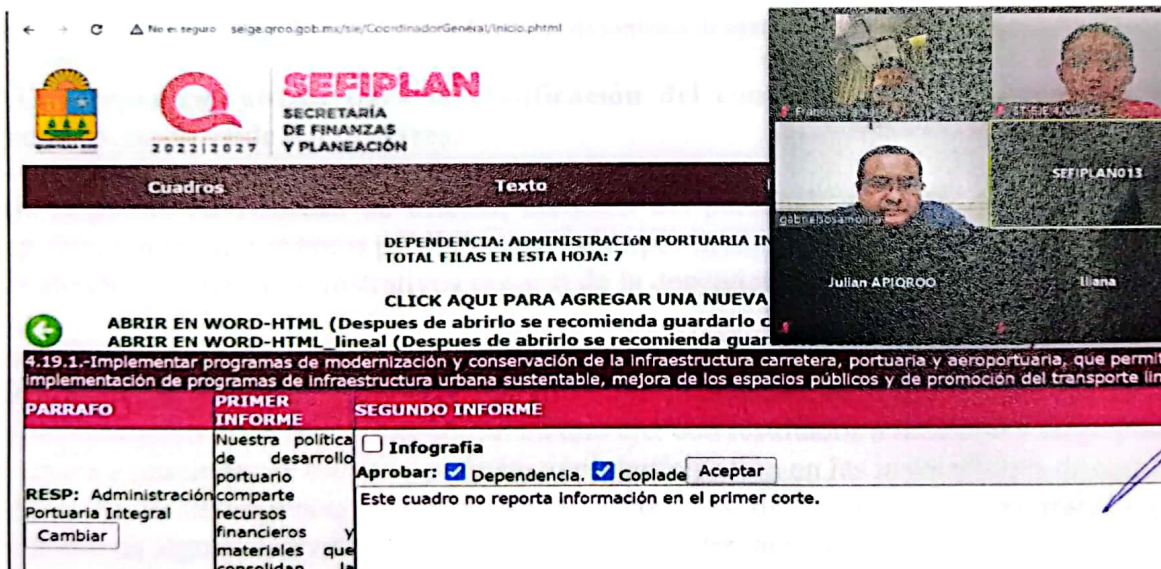 No es seguro seige.qroo.gob.mx/sie/CoordinadorGeneral/inicio.phtml
QUINTANA ROO
2022|2027
SEFIPLAN
SECRETARÍA
DE FINANZAS
Y PLANEACIÓN
Cuadros
Texto
gabrielsosamolina
SEFIPLAN013
Julian APIQROO
Iliana
DEPENDENCIA: ADMINISTRACIóN PORTUARIA IN
TOTAL FILAS EN ESTA HOJA: 7
CLICK AQUI PARA AGREGAR UNA NUEVA
ABRIR EN WORD-HTML (Despues de abrirlo se recomienda guardarlo c
ABRIR EN WORD-HTML_lineal (Despues de abrirlo se recomienda guar
4.19.1.-Implementar programas de modernización y conservación de la infraestructura carretera, portuaria y aeroportuaria, que permit
implementación de programas de infraestructura urbana sustentable, mejora de los espacios públicos y de promoción del transporte lim
PARRAFO
PRIMER
INFORME
SEGUNDO INFORME
RESP: Administración
Portuaria Integral
Cambiar
Nuestra política
de desarrollo
portuario
comparte
recursos
financieros y
materiales que
consolidan la
Infografía
Aprobar: Dependencia. Coplade Aceptar
Este cuadro no reporta información en el primer corte.